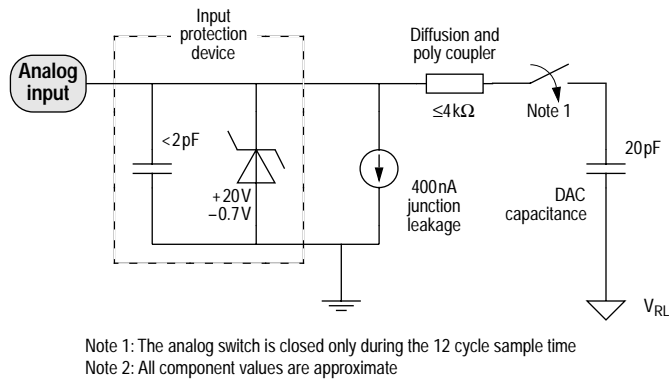 Input
protection
device
Diffusion and
poly coupler
Analog
input
<2pF
+20V
−0.7V
≤4kΩ
Note 1
400nA
junction
leakage
20pF
DAC
capacitance
VRL
Note 1: The analog switch is closed only during the 12 cycle sample time
Note 2: All component values are approximate